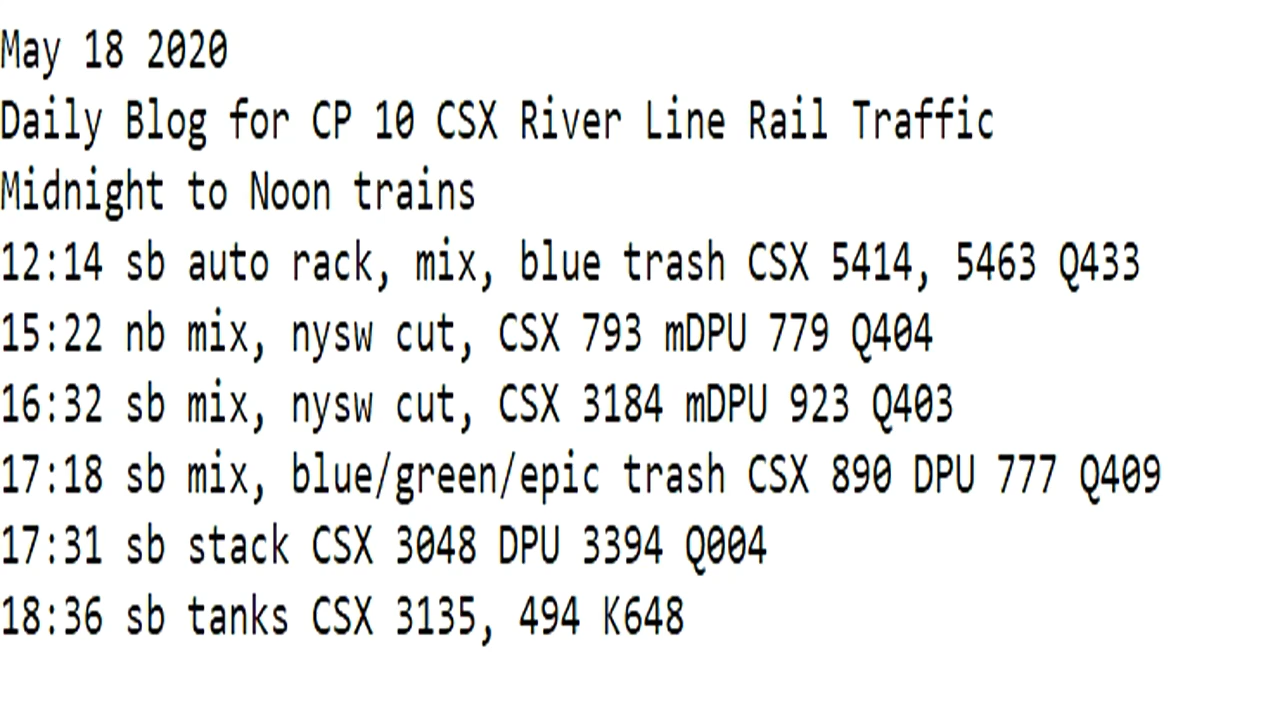 May 18 2020
Daily Blog for CP 10 CSX River Line Rail Traffic
Midnight to Noon trains
12:14 sb auto rack, mix, blue trash CSX 5414, 5463 Q433
15:22 nb mix, nysw cut, CSX 793 mDPU 779 Q404
16:32 sb mix, nysw cut, CSX 3184 mDPU 923 Q403
17:18 sb mix, blue/green/epic trash CSX 890 DPU 777 Q409
17:31 sb stack CSX 3048 DPU 3394 Q004
18:36 sb tanks CSX 3135, 494 K648